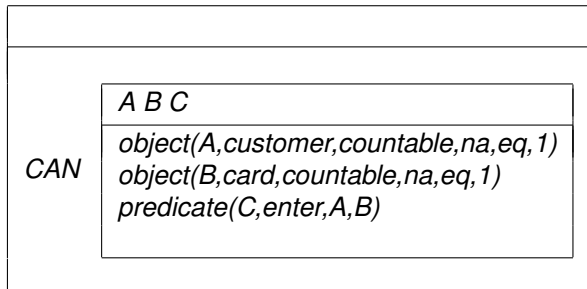 A B C
object(A,customer,countable,na,eq,1)
CAN
object(B,card,countable,na,eq,1)
predicate(C,enter,A,B)